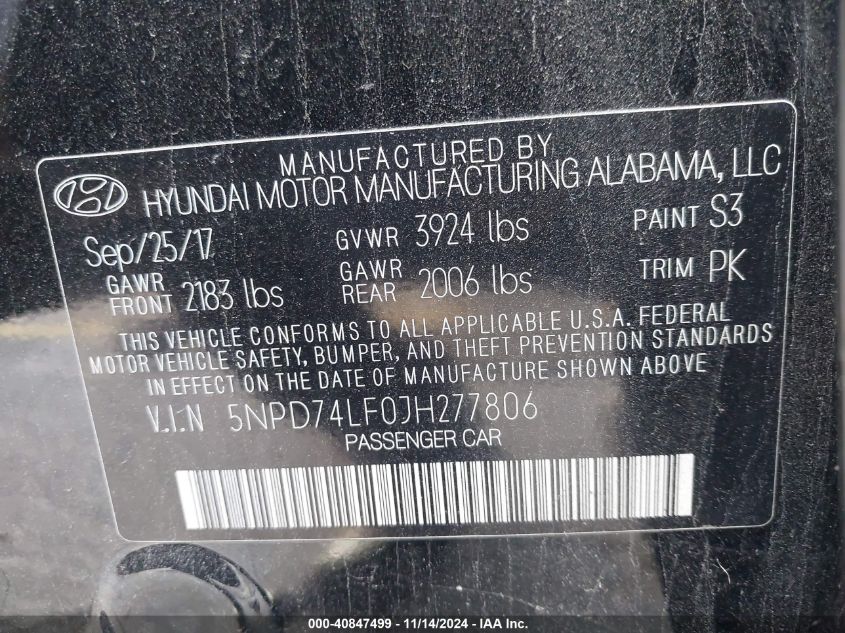 MANUFACTURED BY
HYUNDAI MOTOR MANUFACTURING ALABAMA, LLC
Sep/25/17 GVWR 3924 lbs PAINT S3
GAWR FRONT 2183 lbs GAWR REAR 2006 lbs TRIM PK
THIS VEHICLE CONFORMS TO ALL APPLICABLE U.S.A. FEDERAL
MOTOR VEHICLE SAFETY, BUMPER, AND THEFT PREVENTION STANDARDS
IN EFFECT ON THE DATE OF MANUFACTURE SHOWN ABOVE
V.I.N 5NPD74LF0JH277806
PASSENGER CAR
000-40847499 - 11/14/2024 - IAA Inc.